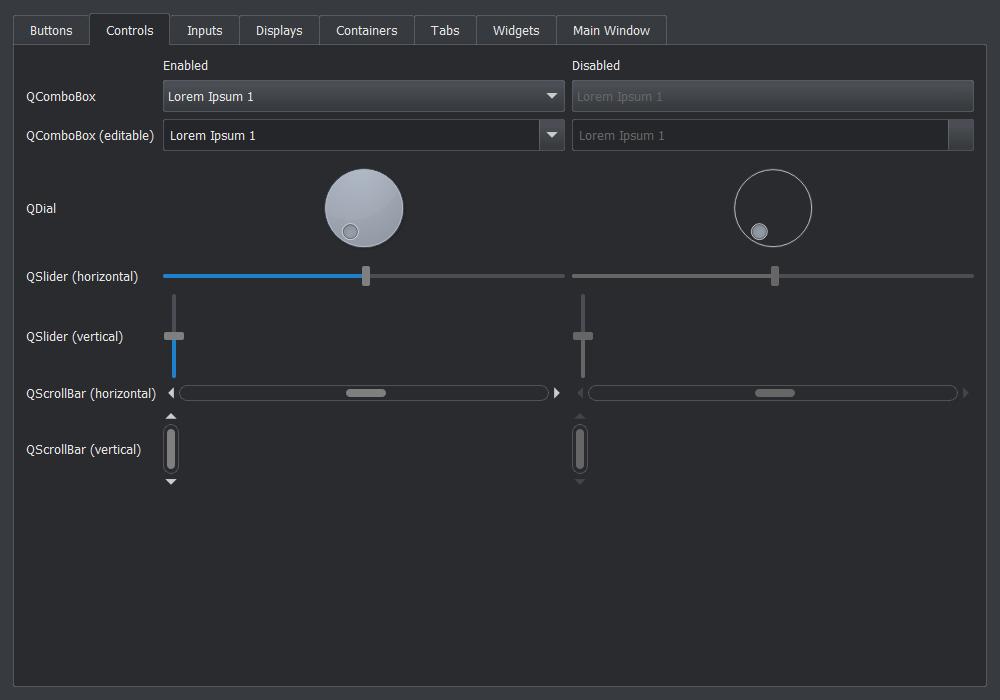 Buttons Controls Inputs Displays Containers Tabs Widgets Main Window
Enabled Disabled
QComboBox Lorem Ipsum 1 Lorem Ipsum 1
QComboBox (editable) Lorem Ipsum 1 Lorem Ipsum 1
QDial
QSlider (horizontal)
QSlider (vertical)
QScrollBar (horizontal)
QScrollBar (vertical)